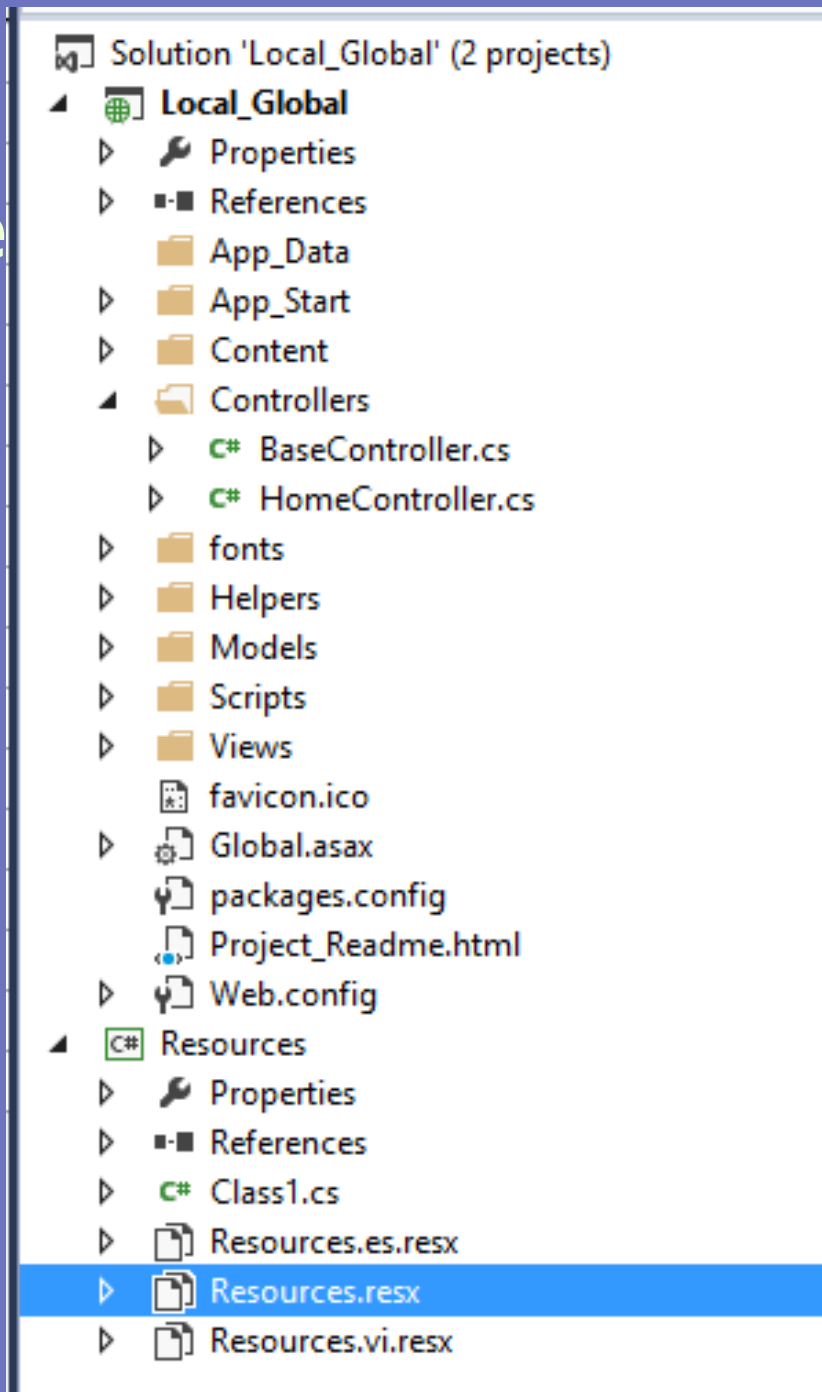 Solution 'Local_Global' (2 projects)
Local_Global
Properties
References
App_Data
App_Start
Content
Controllers
C# BaseController.cs
C# HomeController.cs
fonts
Helpers
Models
Scripts
Views
favicon.ico
Global.asax
packages.config
Project_Readme.html
Web.config
C# Resources
Properties
References
C# Class1.cs
Resources.es.resx
Resources.resx
Resources.vi.resx